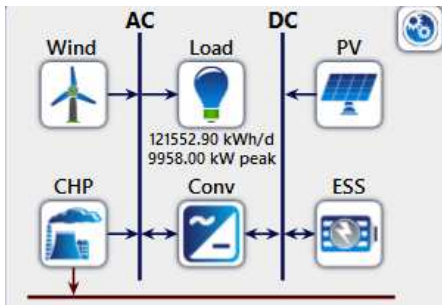 AC DC
Wind Load PV
121552.90 kWh/d
9958.00 kW peak
CHP Conv ESS